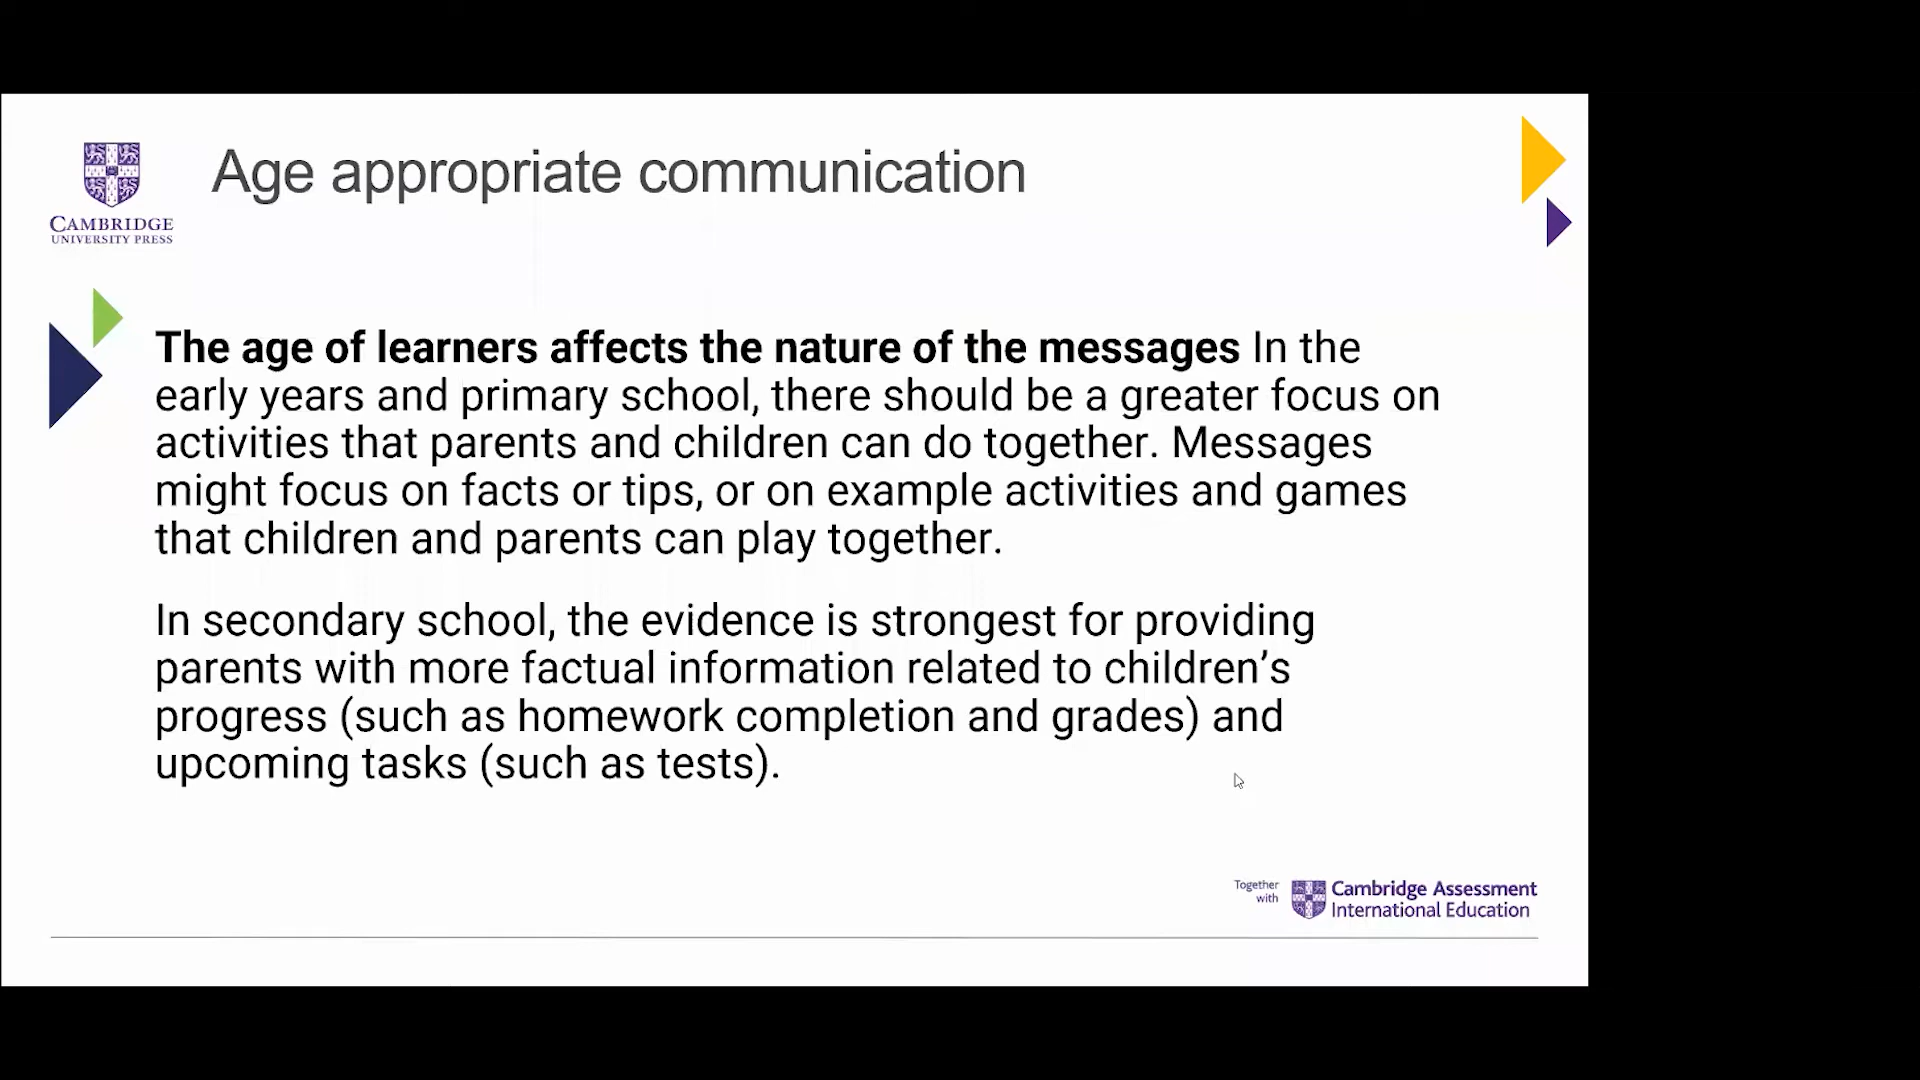 Age appropriate communication
CAMBRIDGE
UNIVERSITY PRESS
The age of learners affects the nature of the messages In the
early years and primary school, there should be a greater focus on
activities that parents and children can do together. Messages
might focus on facts or tips, or on example activities and games
that children and parents can play together.
In secondary school, the evidence is strongest for providing
parents with more factual information related to children’s
progress (such as homework completion and grades) and
upcoming tasks (such as tests).
Together
with
Cambridge Assessment
International Education